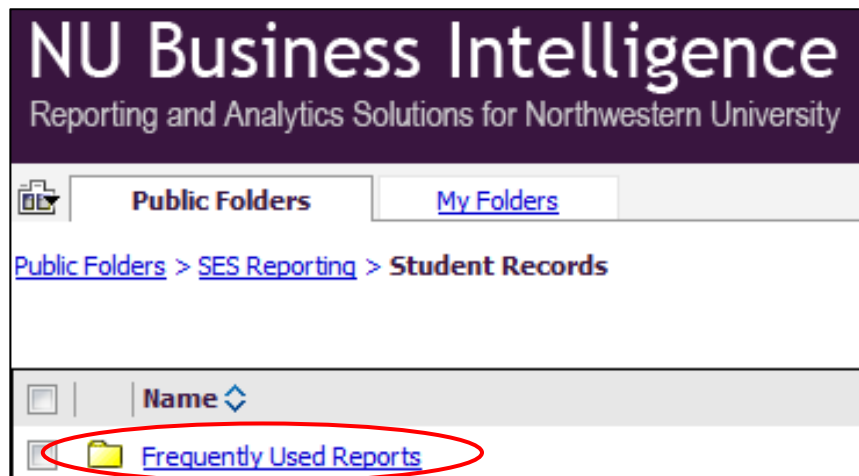 NU Business Intelligence
Reporting and Analytics Solutions for Northwestern University
Public Folders My Folders
Public Folders > SES Reporting > Student Records
Name
Frequently Used Reports